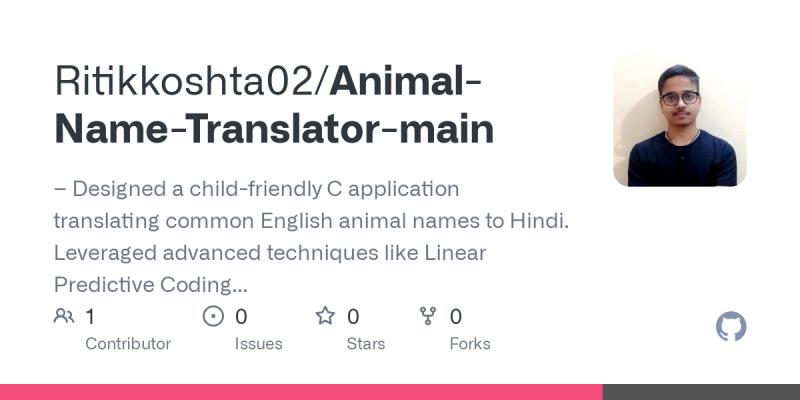 Ritikkoshta02/Animal-
Name-Translator-main
– Designed a child-friendly C application
translating common English animal names to Hindi.
Leveraged advanced techniques like Linear
Predictive Coding...
1 0 0 0
Contributor Issues Stars Forks